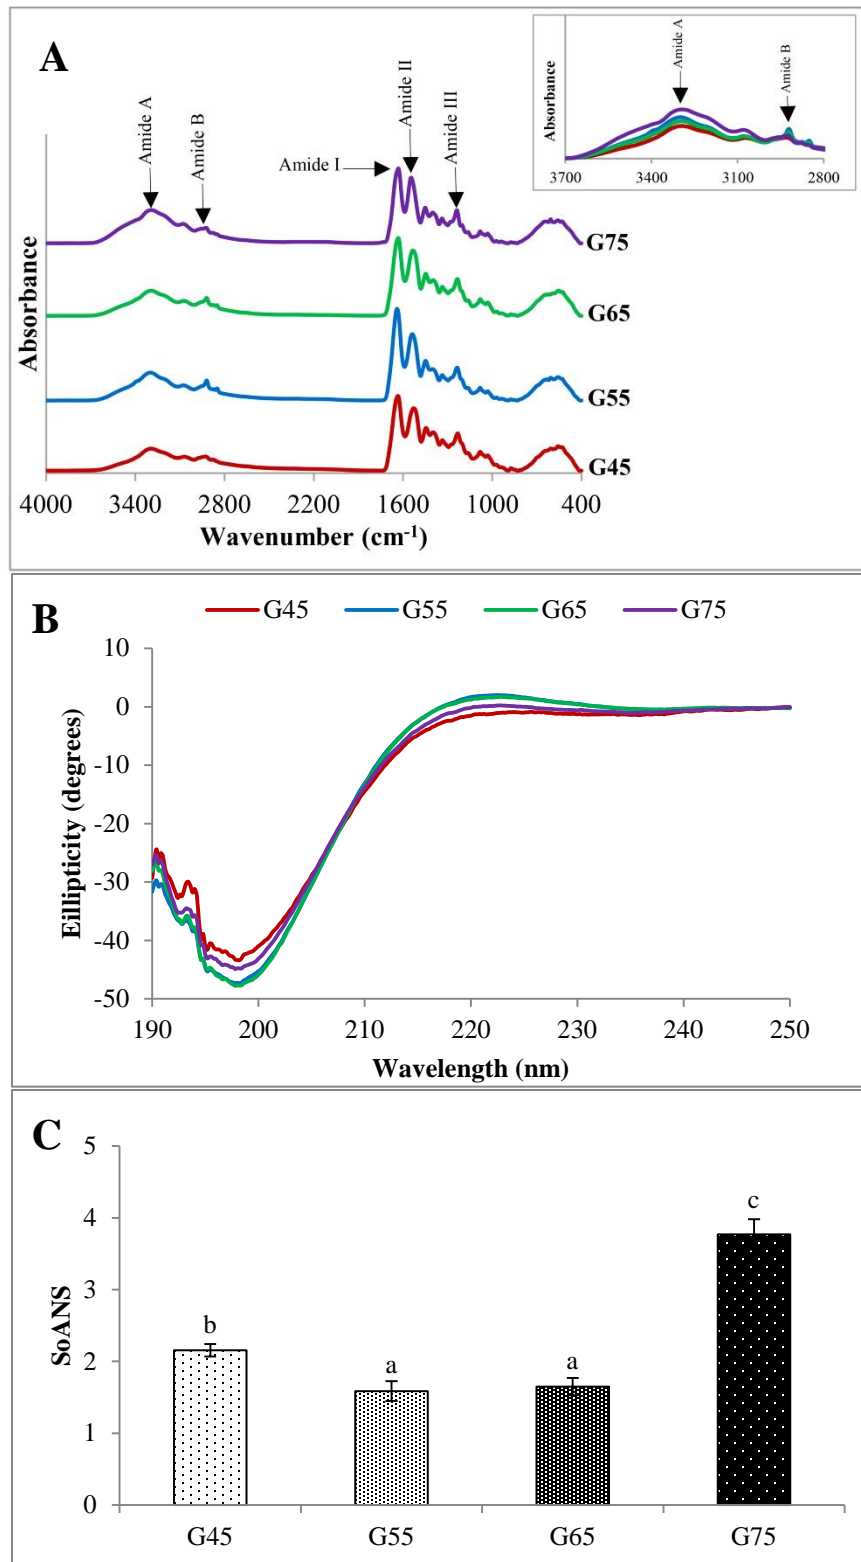 A
Amide A
Amide B
Amide I
Amide II
Amide III
Absorbance
Amide A
Amide B
3700 3400 3100 2800
G75
G65
G55
G45
Absorbance
4000 3400 2800 2200 1600 1000 400
Wavenumber (cm-1)
B
G45 G55 G65 G75
10
0
-10
-20
-30
-40
-50
Eillipticity (degrees)
190 200 210 220 230 240 250
Wavelength (nm)
C
5
4
3
2
1
0
SoANS
b
a
a
c
G45 G55 G65 G75